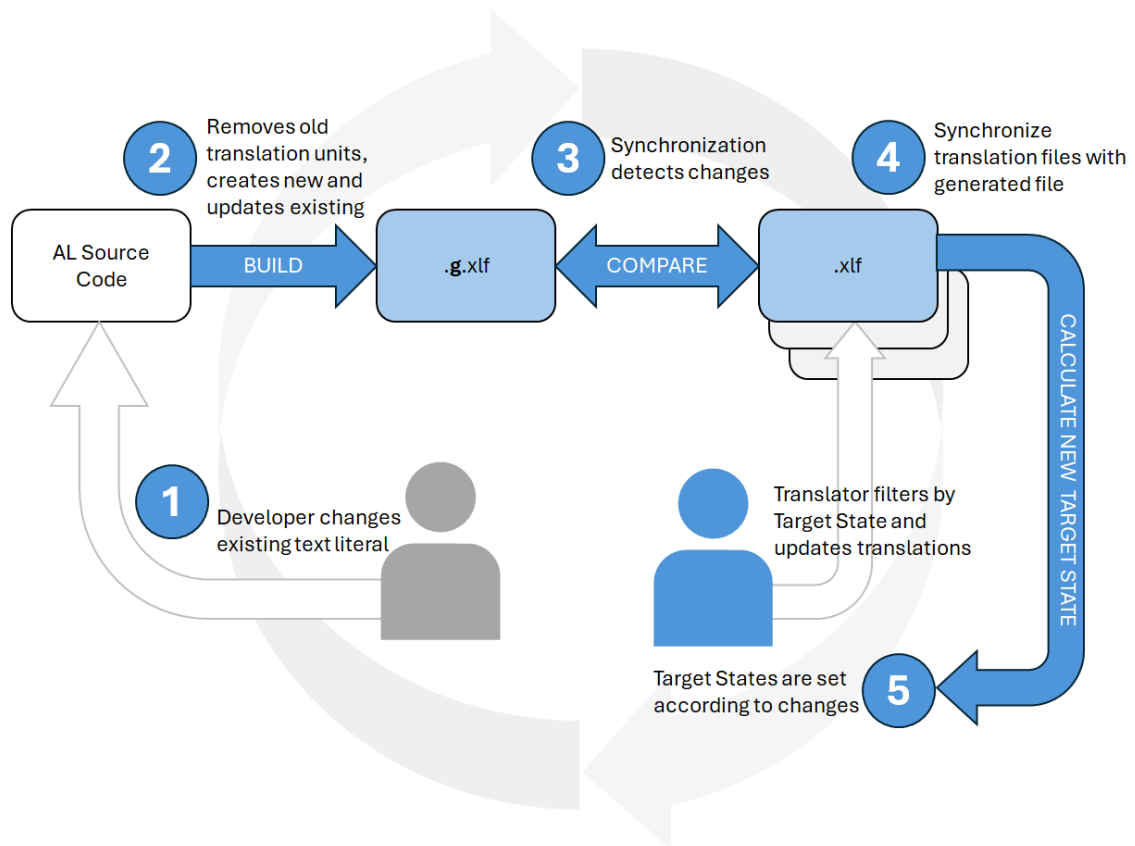 2
Removes old
translation units,
creates new and
updates existing
3
Synchronization
detects changes
4
Synchronize
translation files with
generated file
AL Source
Code
BUILD
.g.xlf
COMPARE
.xlf
CALCULATE NEW TARGET STATE
1
Developer changes
existing text literal
Translator filters by
Target State and
updates translations
Target States are set
according to changes
5